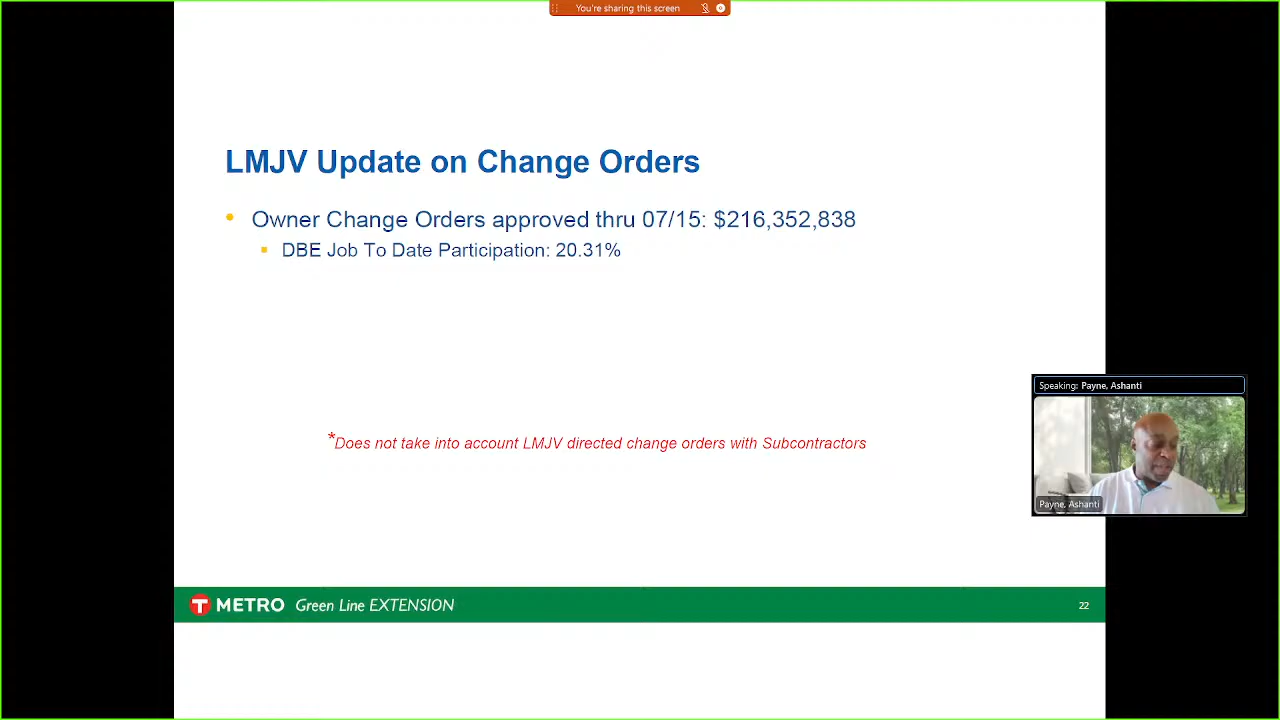 You're sharing this screen
LMJV Update on Change Orders
• Owner Change Orders approved thru 07/15: $216,352,838
▪ DBE Job To Date Participation: 20.31%
Speaking: Payne, Ashanti
*Does not take into account LMJV directed change orders with Subcontractors
Payne, Ashanti
T METRO Green Line EXTENSION
22